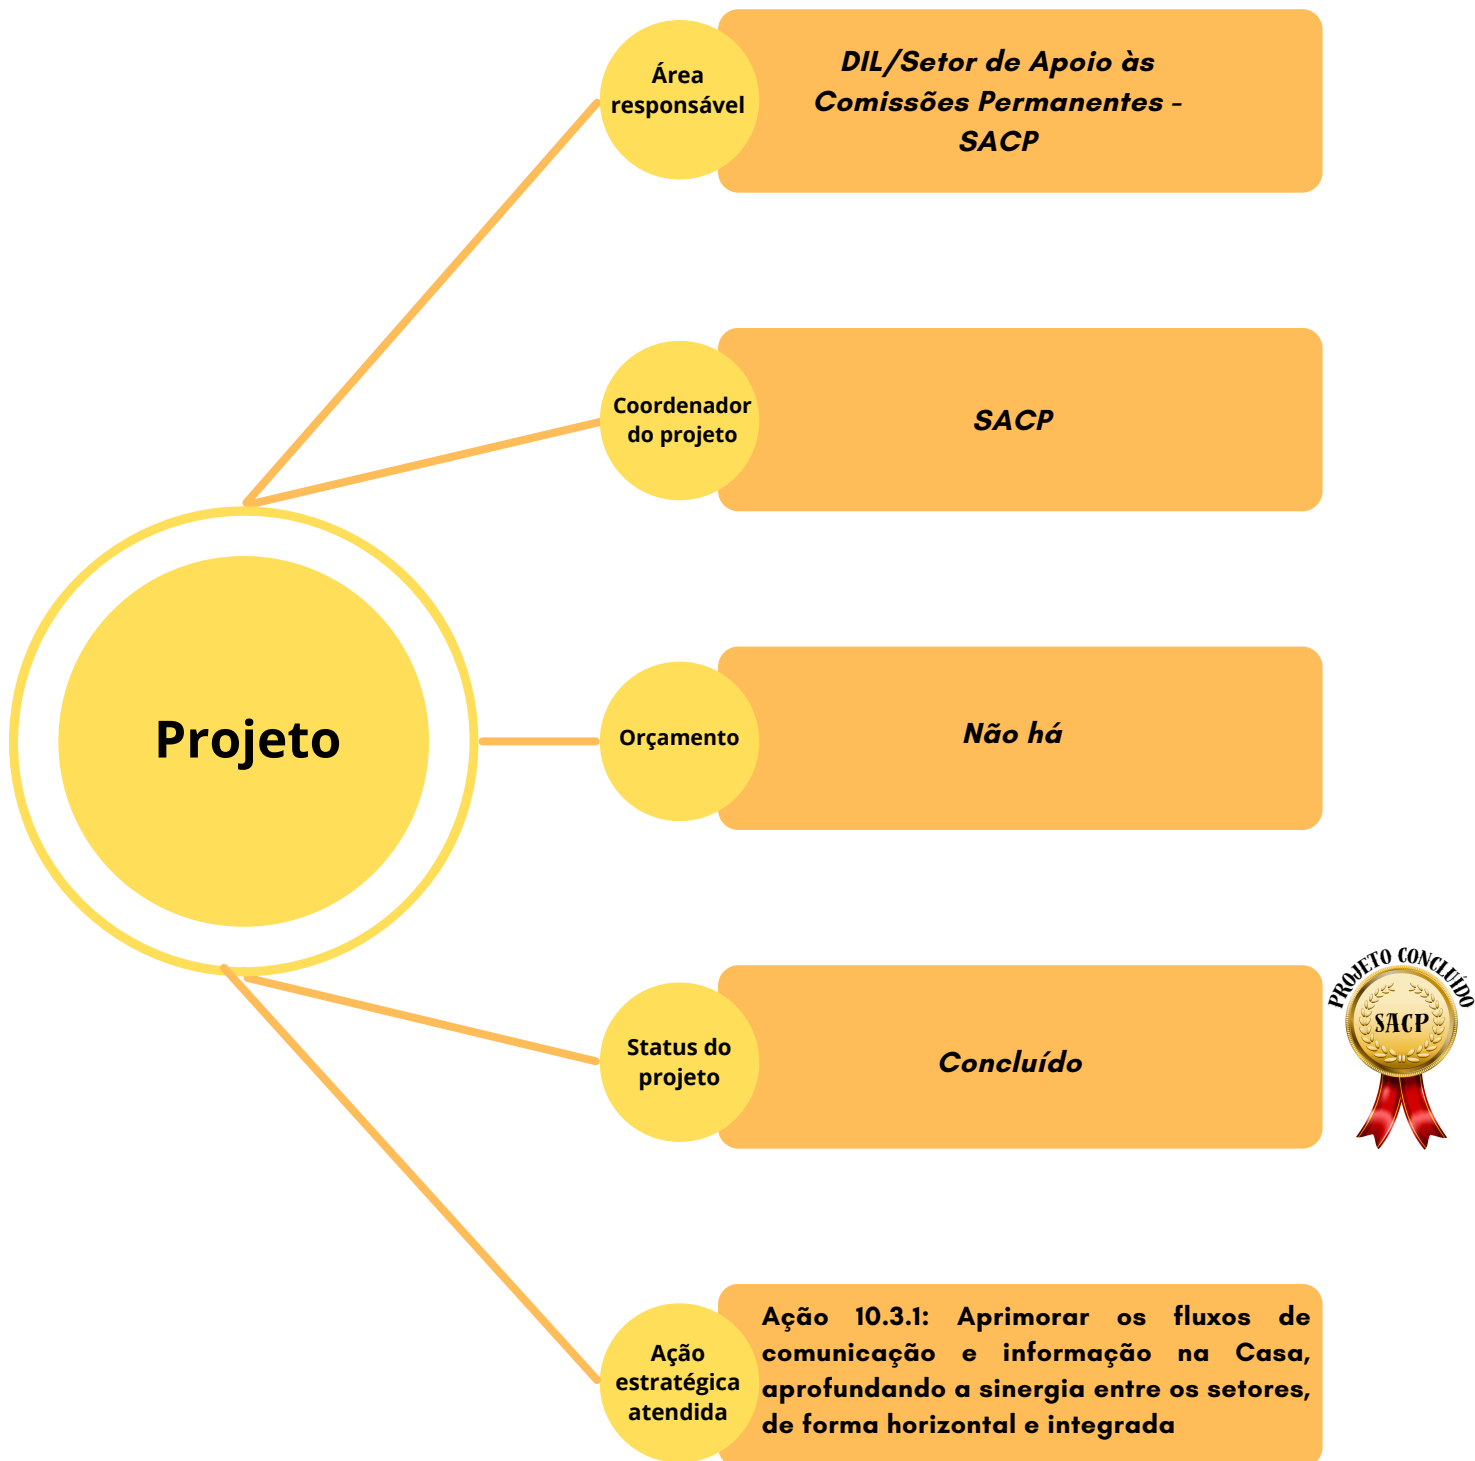 Área
responsável
DIL/Setor de Apoio às
Comissões Permanentes -
SACP
Coordenador
do projeto
SACP
Projeto
Orçamento
Não há
Status do
projeto
Concluído
PROJETO CONCLUÍDO
SACP
Ação
estratégica
atendida
Ação 10.3.1: Aprimorar os fluxos de
comunicação e informação na Casa,
aprofundando a sinergia entre os setores,
de forma horizontal e integrada